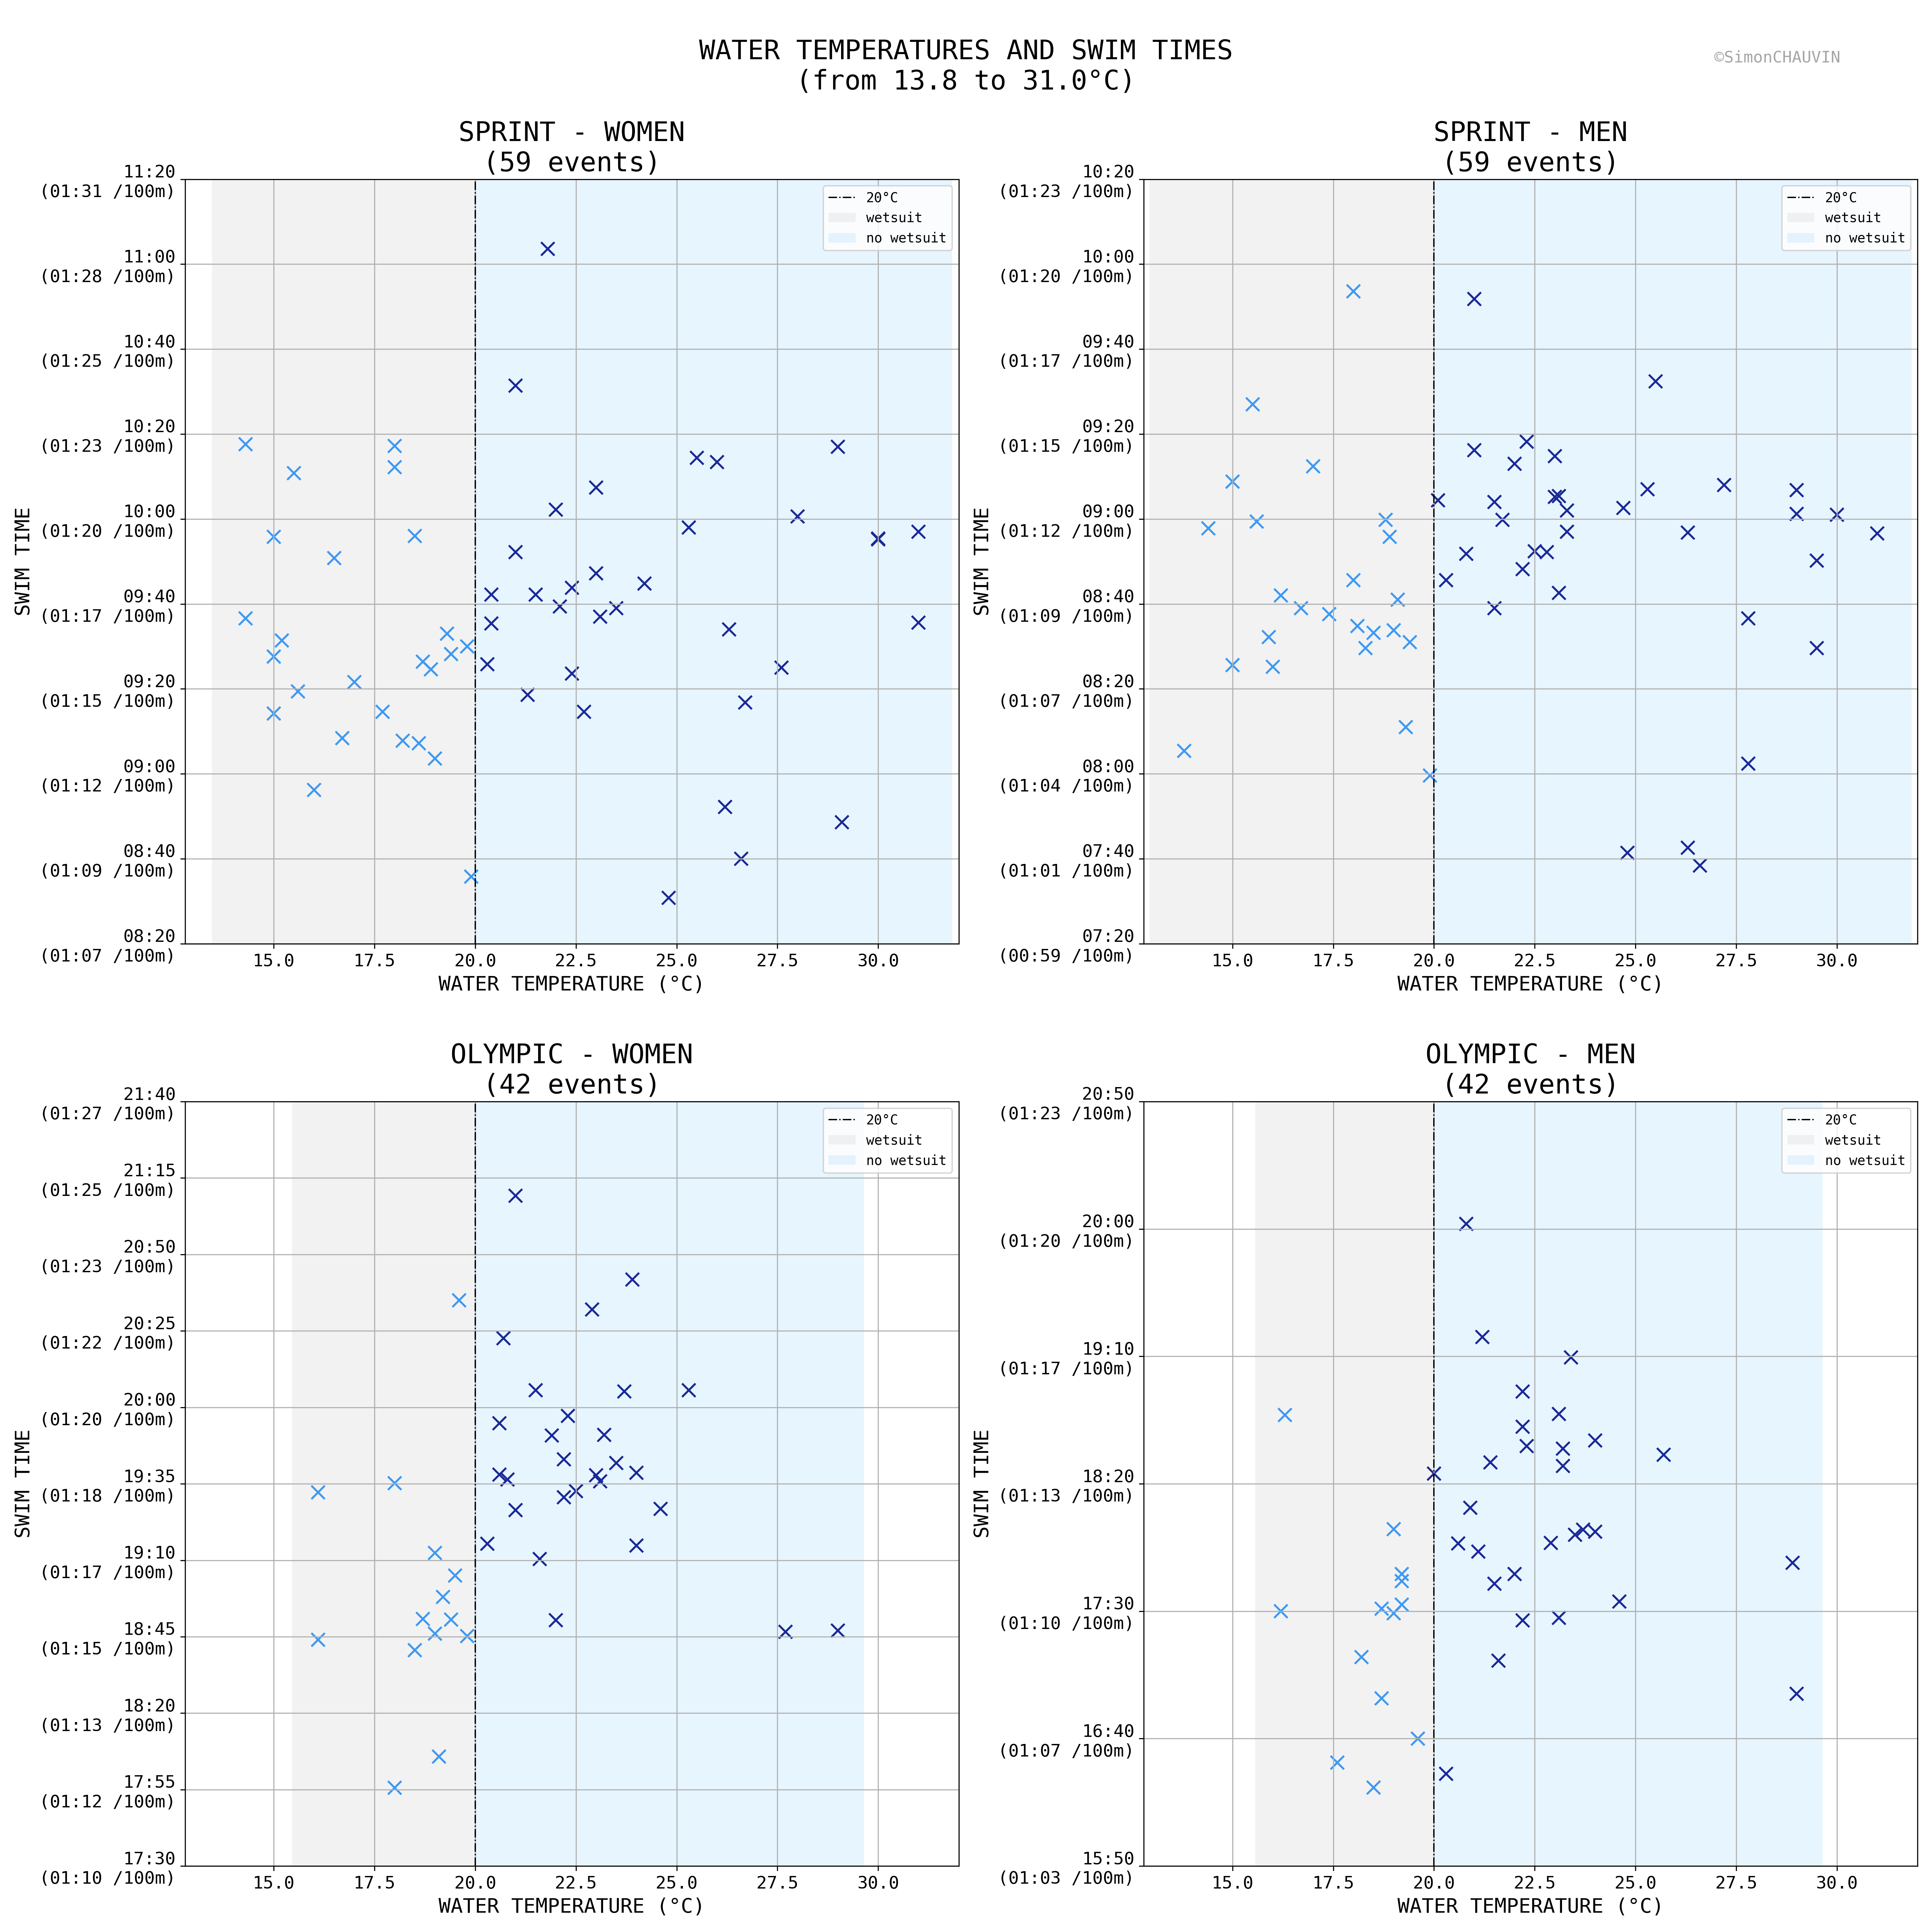 WATER TEMPERATURES AND SWIM TIMES
(from 13.8 to 31.0°C)
©SimonCHAUVIN
SPRINT - WOMEN
(59 events)
11:20
(01:31 /100m)
11:00
(01:28 /100m)
10:40
(01:25 /100m)
10:20
(01:23 /100m)
10:00
(01:20 /100m)
09:40
(01:17 /100m)
09:20
(01:15 /100m)
09:00
(01:12 /100m)
08:40
(01:09 /100m)
08:20
(01:07 /100m)
SWIM TIME
20°C
wetsuit
no wetsuit
15.0 17.5 20.0 22.5 25.0 27.5 30.0
WATER TEMPERATURE (°C)
SPRINT - MEN
(59 events)
10:20
(01:23 /100m)
10:00
(01:20 /100m)
09:40
(01:17 /100m)
09:20
(01:15 /100m)
09:00
(01:12 /100m)
08:40
(01:09 /100m)
08:20
(01:07 /100m)
08:00
(01:04 /100m)
07:40
(01:01 /100m)
07:20
(00:59 /100m)
SWIM TIME
20°C
wetsuit
no wetsuit
15.0 17.5 20.0 22.5 25.0 27.5 30.0
WATER TEMPERATURE (°C)
OLYMPIC - WOMEN
(42 events)
21:40
(01:27 /100m)
21:15
(01:25 /100m)
20:50
(01:23 /100m)
20:25
(01:22 /100m)
20:00
(01:20 /100m)
19:35
(01:18 /100m)
19:10
(01:17 /100m)
18:45
(01:15 /100m)
18:20
(01:13 /100m)
17:55
(01:12 /100m)
17:30
(01:10 /100m)
SWIM TIME
20°C
wetsuit
no wetsuit
15.0 17.5 20.0 22.5 25.0 27.5 30.0
WATER TEMPERATURE (°C)
OLYMPIC - MEN
(42 events)
20:50
(01:23 /100m)
20:00
(01:20 /100m)
19:10
(01:17 /100m)
18:20
(01:13 /100m)
17:30
(01:10 /100m)
16:40
(01:07 /100m)
15:50
(01:03 /100m)
SWIM TIME
20°C
wetsuit
no wetsuit
15.0 17.5 20.0 22.5 25.0 27.5 30.0
WATER TEMPERATURE (°C)